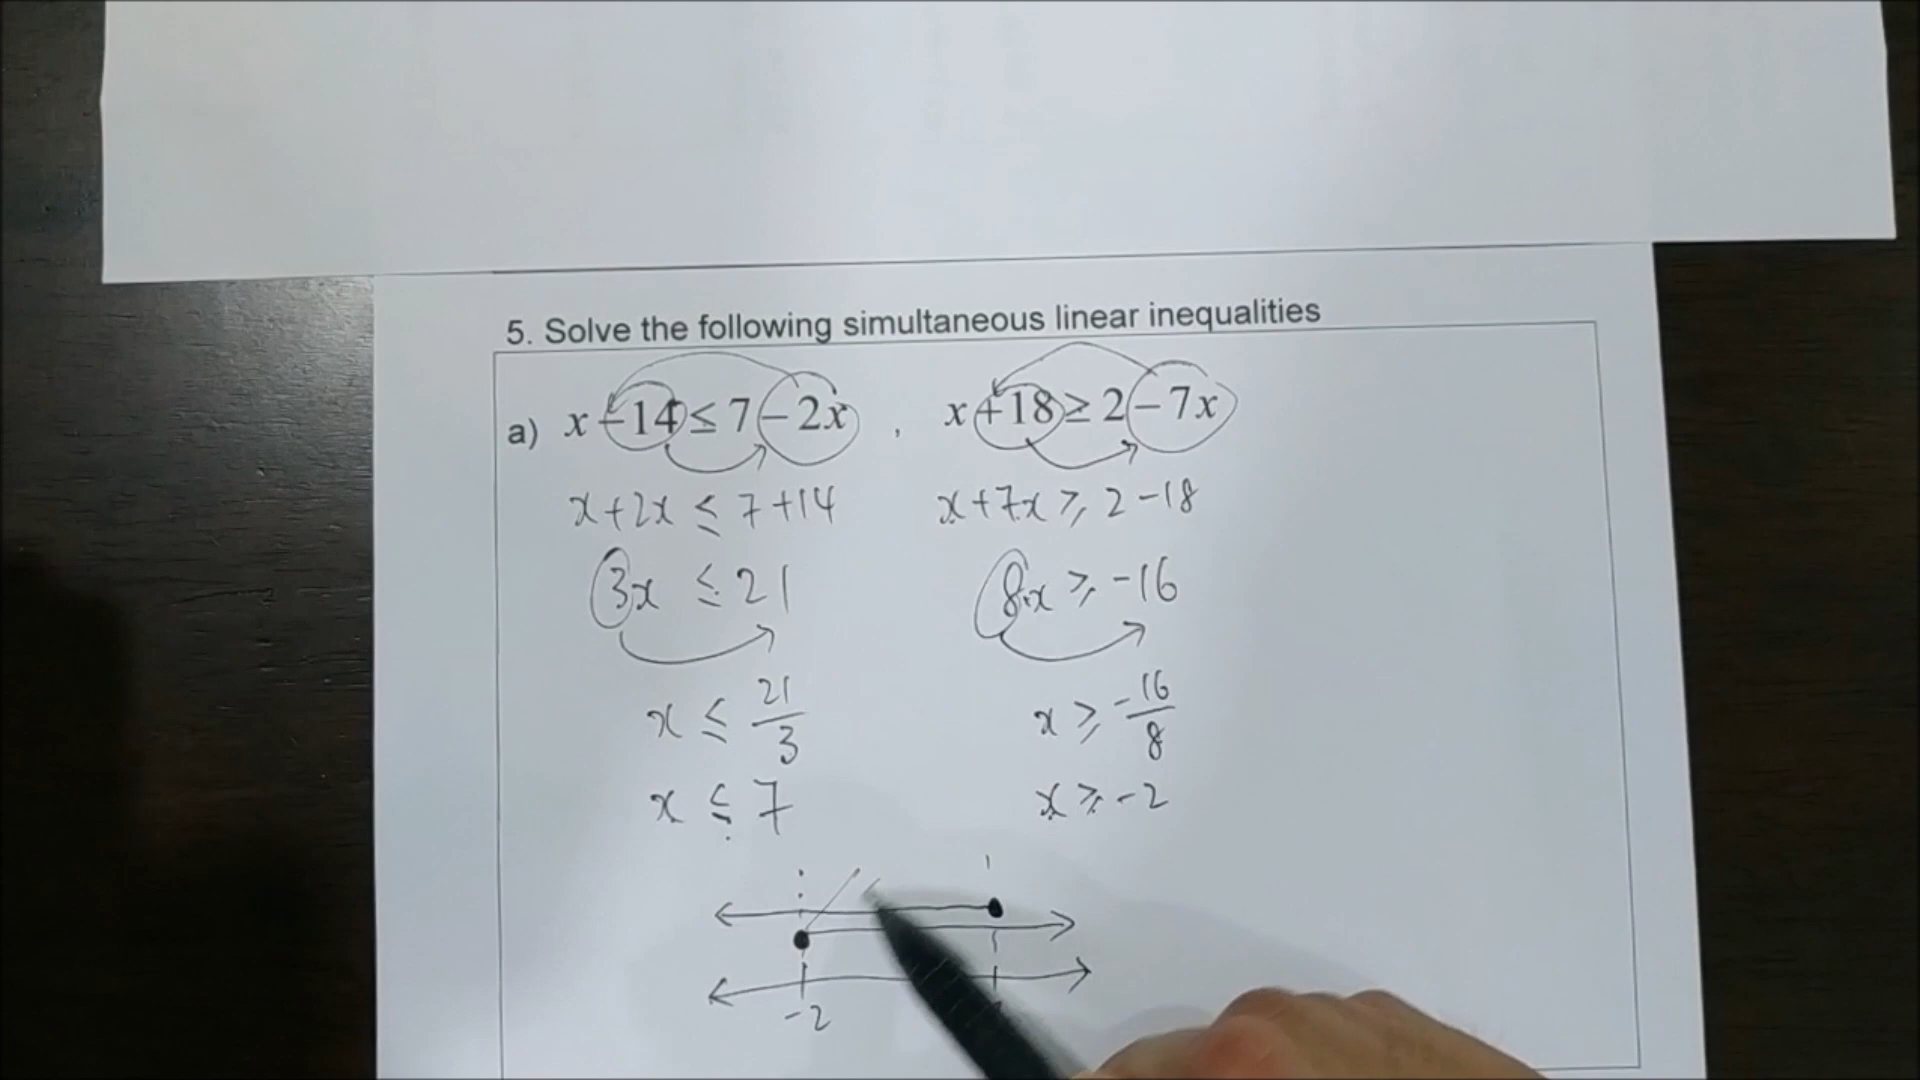 5. Solve the following simultaneous linear inequalities
a) x −14 ≤ 7 − 2x , x +18 ≥ 2 − 7x
x+2x ≤ 7+14 x+7x ≥ 2-18
3x ≤ 21 8x ≥ -16
x ≤ 21/3 x ≥ -16/8
x ≤ 7 x ≥ -2
-2